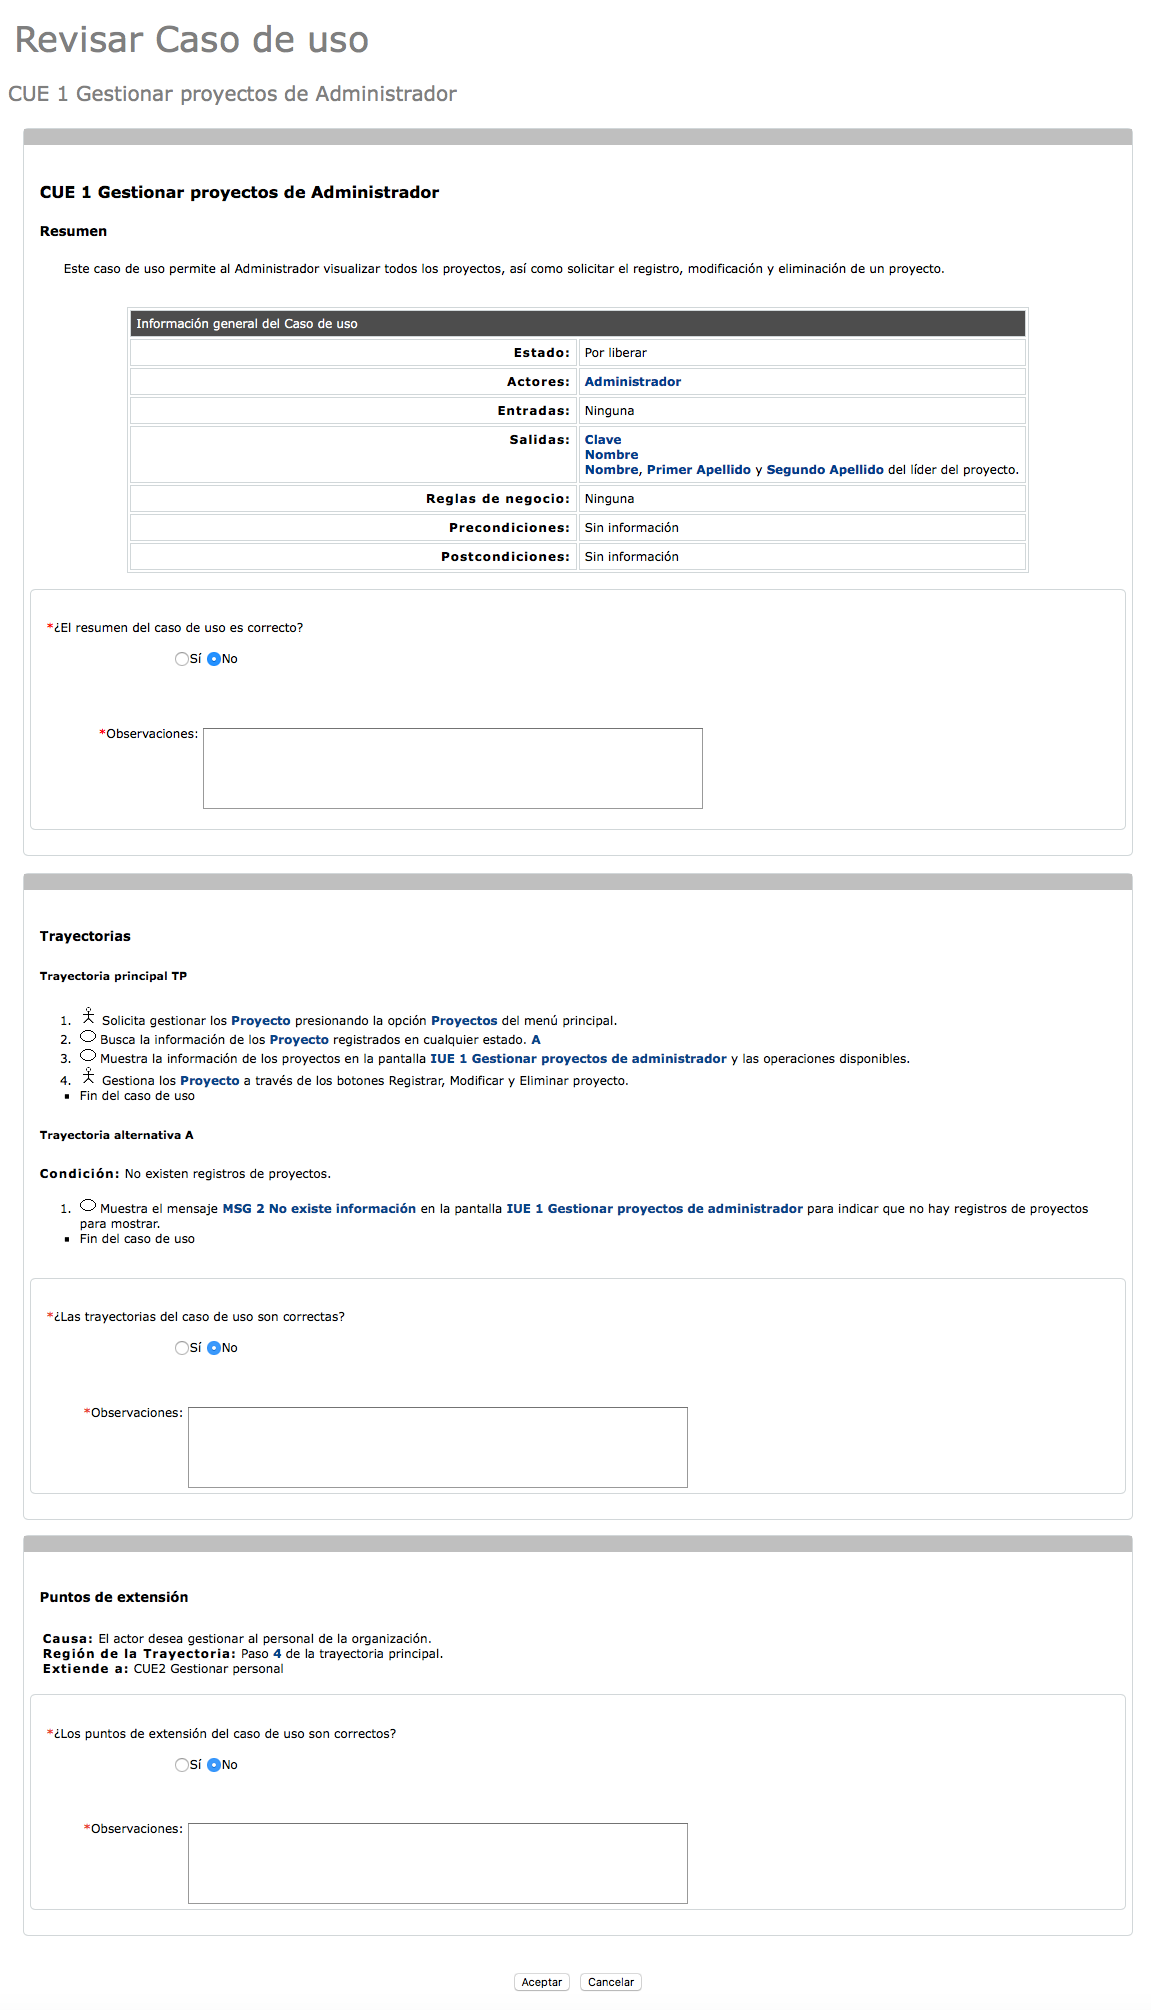 Revisar Caso de uso
CUE 1 Gestionar proyectos de Administrador
CUE 1 Gestionar proyectos de Administrador
Resumen
Este caso de uso permite al Administrador visualizar todos los proyectos, así como solicitar el registro, modificación y eliminación de un proyecto.
Información general del Caso de uso
Estado: Por liberar
Actores: Administrador
Entradas: Ninguna
Salidas: Clave
Nombre
Nombre, Primer Apellido y Segundo Apellido del líder del proyecto.
Reglas de negocio: Ninguna
Precondiciones: Sin información
Postcondiciones: Sin información
*¿El resumen del caso de uso es correcto?
Sí No
*Observaciones:
Trayectorias
Trayectoria principal TP
1. Solicita gestionar los Proyecto presionando la opción Proyectos del menú principal.
2. Busca la información de los Proyecto registrados en cualquier estado. A
3. Muestra la información de los proyectos en la pantalla IUE 1 Gestionar proyectos de administrador y las operaciones disponibles.
4. Gestiona los Proyecto a través de los botones Registrar, Modificar y Eliminar proyecto.
▪ Fin del caso de uso
Trayectoria alternativa A
Condición: No existen registros de proyectos.
1. Muestra el mensaje MSG 2 No existe información en la pantalla IUE 1 Gestionar proyectos de administrador para indicar que no hay registros de proyectos
para mostrar.
▪ Fin del caso de uso
*¿Las trayectorias del caso de uso son correctas?
Sí No
*Observaciones:
Puntos de extensión
Causa: El actor desea gestionar al personal de la organización.
Región de la Trayectoria: Paso 4 de la trayectoria principal.
Extiende a: CUE2 Gestionar personal
*¿Los puntos de extensión del caso de uso son correctos?
Sí No
*Observaciones:
Aceptar Cancelar